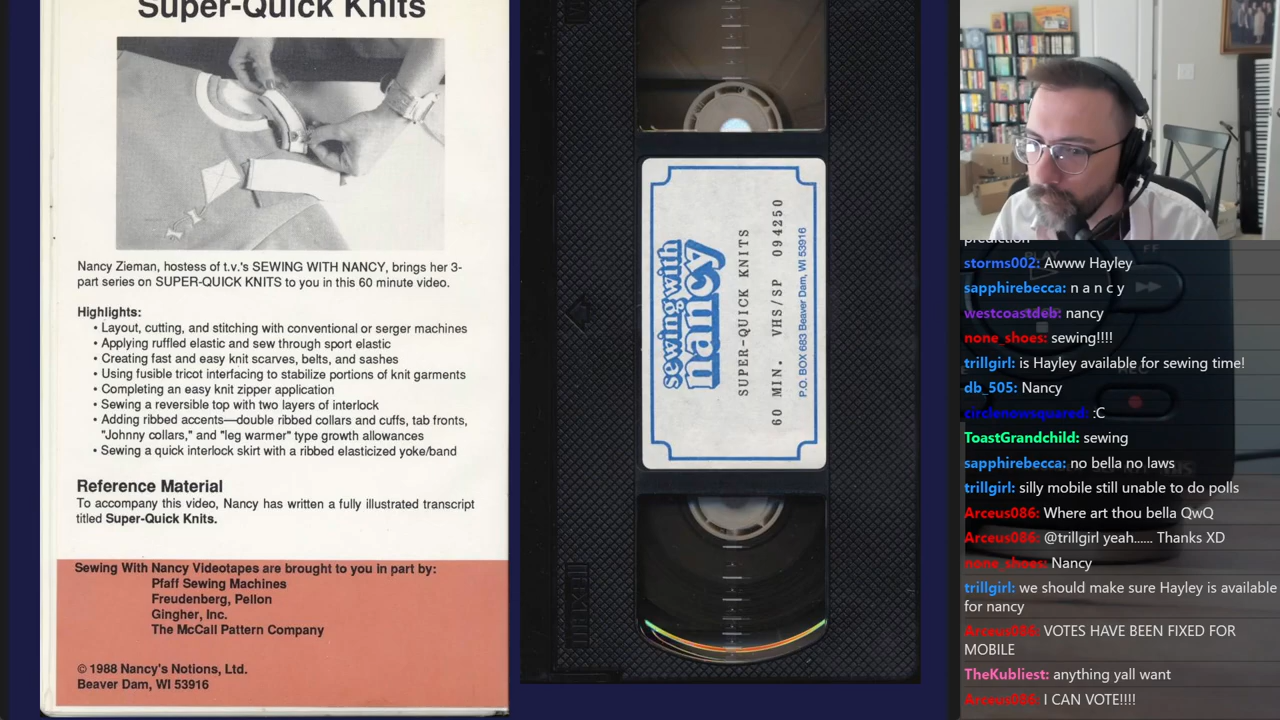 Super-Quick Knits
Nancy Zieman, hostess of t.v.'s SEWING WITH NANCY, brings her 3-
part series on SUPER-QUICK KNITS to you in this 60 minute video.
Highlights:
• Layout, cutting, and stitching with conventional or serger machines
• Applying ruffled elastic and sew through sport elastic
• Creating fast and easy knit scarves, belts, and sashes
• Using fusible tricot interfacing to stabilize portions of knit garments
• Completing an easy knit zipper application
• Sewing a reversible top with two layers of interlock
• Adding ribbed accents—double ribbed collars and cuffs, tab fronts,
"Johnny collars," and "leg warmer" type growth allowances
• Sewing a quick interlock skirt with a ribbed elasticized yoke/band
Reference Material
To accompany this video, Nancy has written a fully illustrated transcript
titled Super-Quick Knits.
Sewing With Nancy Videotapes are brought to you in part by:
Pfaff Sewing Machines
Freudenberg, Pellon
Gingher, Inc.
The McCall Pattern Company
© 1988 Nancy's Notions, Ltd.
Beaver Dam, WI 53916
sewing with
nancy
SUPER-QUICK KNITS
60 MIN. VHS/SP 094250
P.O. BOX 683 Beaver Dam, WI 53916
maxell
prediction
storms002: Awww Hayley
sapphirebecca: n a n c y
westcoastdeb: nancy
none_shoes: sewing!!!!
trillgirl: is Hayley available for sewing time!
db_505: Nancy
circlenowsquared: :C
ToastGrandchild: sewing
sapphirebecca: no bella no laws
trillgirl: silly mobile still unable to do polls
Arceus086: Where art thou bella QwQ
Arceus086: @trillgirl yeah...... Thanks XD
none_shoes: Nancy
trillgirl: we should make sure Hayley is available
for nancy
Arceus086: VOTES HAVE BEEN FIXED FOR
MOBILE
TheKubliest: anything yall want
Arceus086: I CAN VOTE!!!!
FF
REC